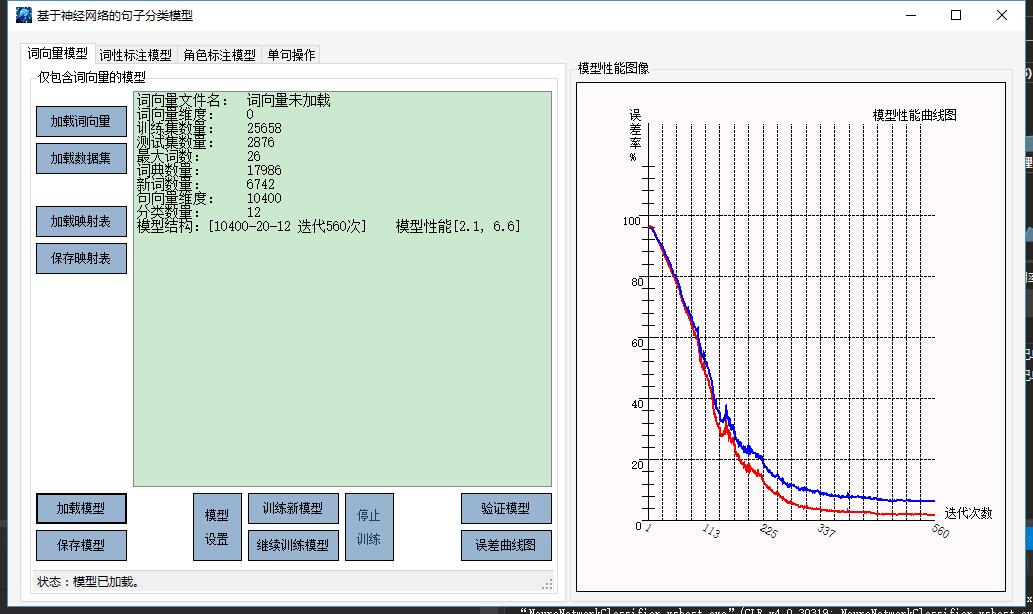 基于神经网络的句子分类模型
词向量模型 词性标注模型 角色标注模型 单句操作
仅包含词向量的模型
加载词向量
加载数据集
加载映射表
保存映射表
词向量文件名： 词向量未加载
词向量维度： 0
训练集数量： 25658
测试集数量： 2876
最大词数： 26
词典数量： 17986
新词数量： 6742
句向量维度： 10400
分类数量： 12
模型结构：[10400-20-12 迭代560次] 模型性能[2.1, 6.6]
加载模型
保存模型
模型设置
训练新模型
继续训练模型
停止训练
验证模型
误差曲线图
状态：模型已加载。
模型性能图像
模型性能曲线图
误差率%
100
80
60
40
20
0
1 113 225 337 560
迭代次数
"NeuroNetworkClassifier.vshost.exe"(CLR v4.0.30319: NeuroNetworkClassifier.vshost.exe